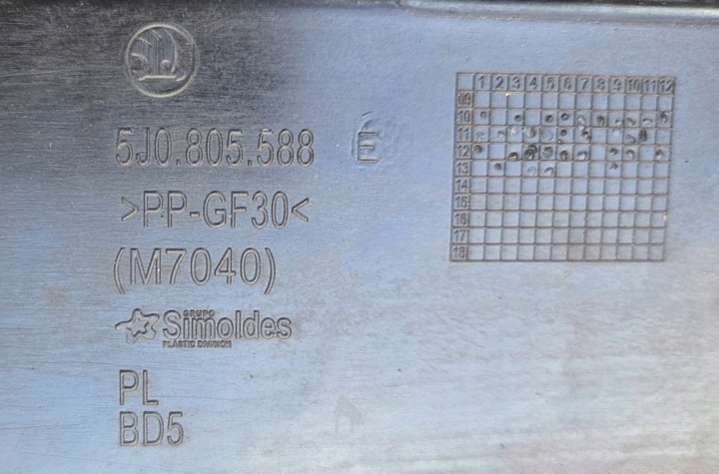 1 2 3 4 5 6 7 8 9 10 11 12
09
10
11
12
13
14
15
16
17
18
5J0.805.588 E
>PP-GF30<
(M7040)
GRUPO
Simoldes
PLASTIC DIVISION
PL
BD5